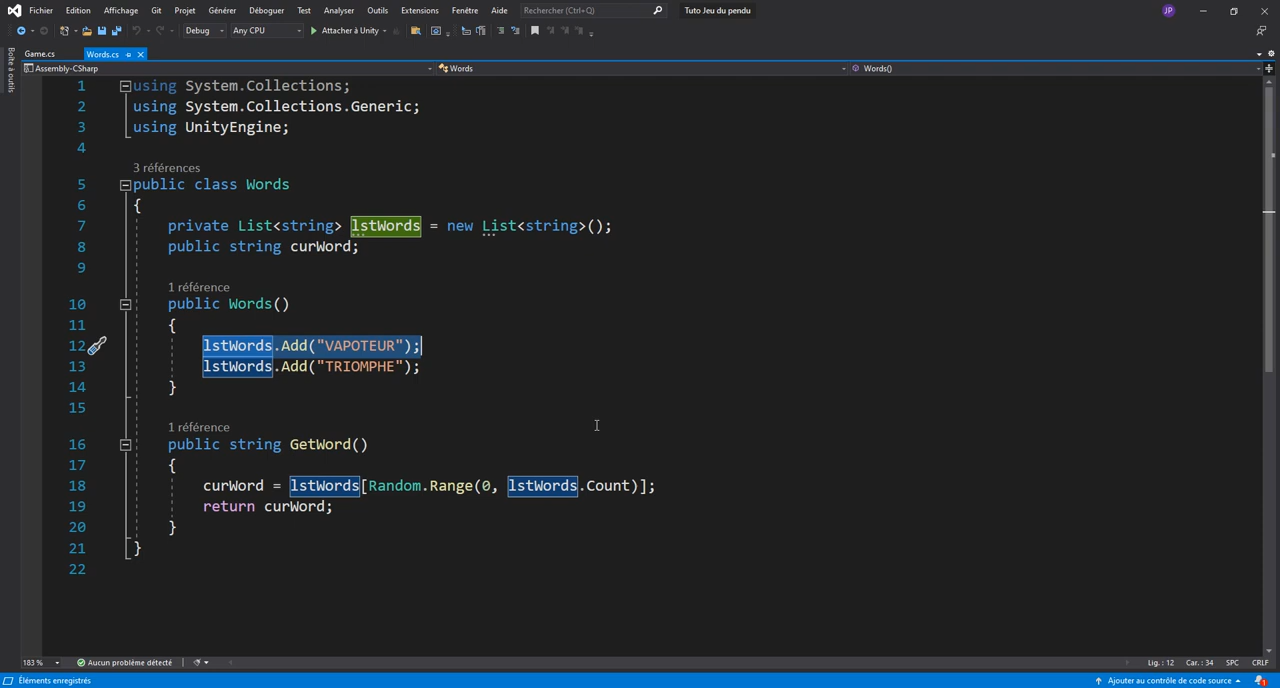 Fichier Edition Affichage Git Projet Générer Déboguer Test Analyser Outils Extensions Fenêtre Aide Rechercher (Ctrl+Q) Tuto Jeu du pendu JP
Debug Any CPU Attacher à Unity
Boîte à outils
Game.cs Words.cs
Assembly-CSharp Words Words()
1 using System.Collections;
2 using System.Collections.Generic;
3 using UnityEngine;
4
3 références
5 public class Words
6 {
7 private List<string> lstWords = new List<string>();
8 public string curWord;
9
1 référence
10 public Words()
11 {
12 lstWords.Add("VAPOTEUR");
13 lstWords.Add("TRIOMPHE");
14 }
15
1 référence
16 public string GetWord()
17 {
18 curWord = lstWords[Random.Range(0, lstWords.Count)];
19 return curWord;
20 }
21 }
22
183 % Aucun problème détecté Lig. : 12 Car. : 34 SPC CRLF
Éléments enregistrés Ajouter au contrôle de code source 1